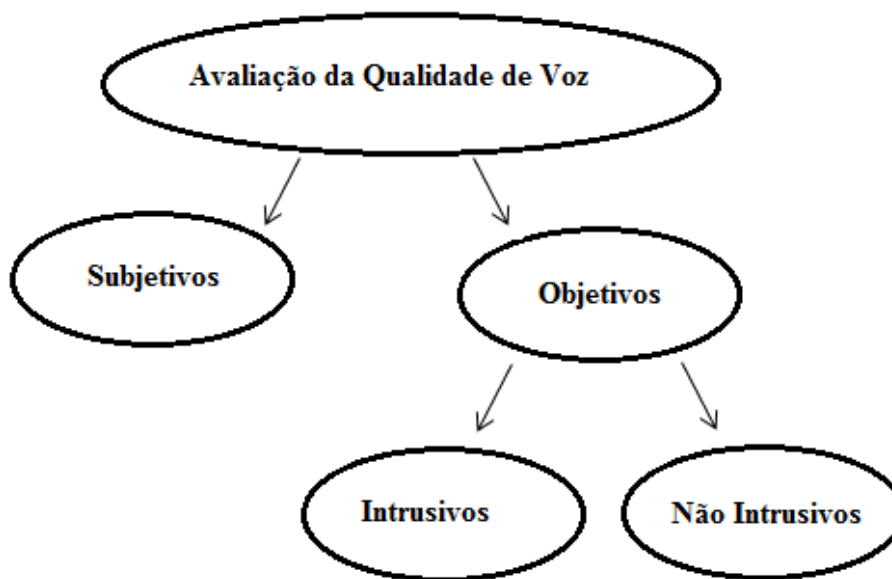 Avaliação da Qualidade de Voz
Subjetivos
Objetivos
Intrusivos
Não Intrusivos